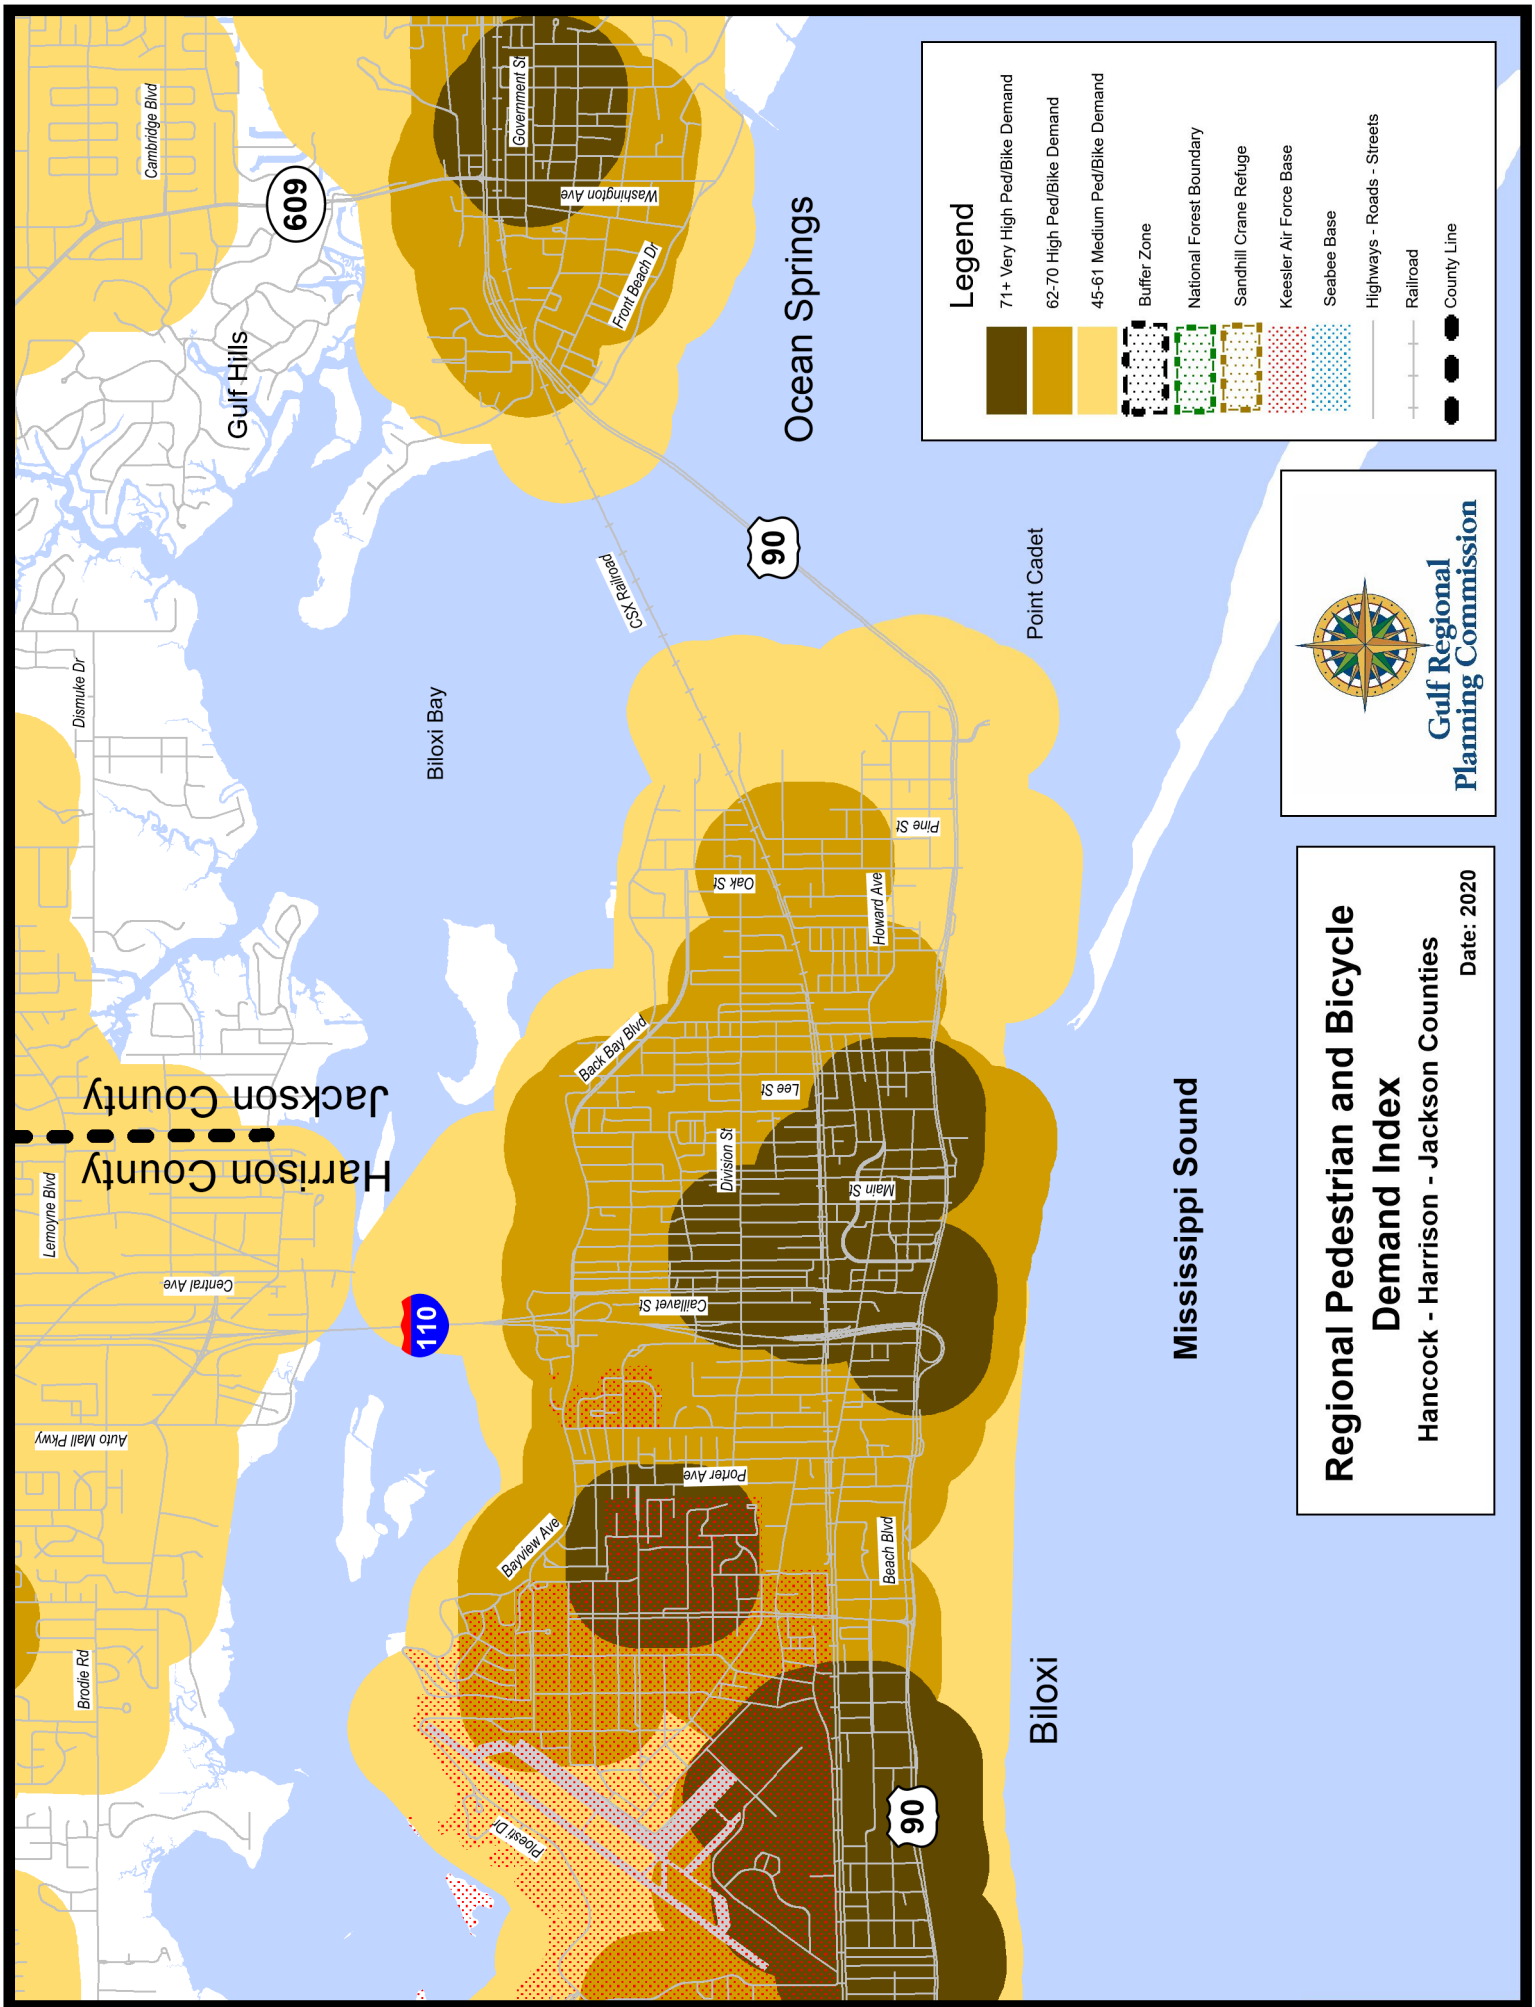 Cambridge Blvd
609
Government St
Washington Ave
Front Beach Dr
Gulf Hills
Ocean Springs
CSX Railroad
90
Point Cadet
Dismuke Dr
Biloxi Bay
Pine St
Oak St
Howard Ave
Back Bay Blvd
Lee St
Jackson County
Harrison County
Division St
Main St
Lemoyne Blvd
Central Ave
Caillavet St
110
Mississippi Sound
Auto Mall Pkwy
Porter Ave
Bayview Ave
Beach Blvd
Brodie Rd
Ploesti Dr
90
Biloxi
Legend
71+ Very High Ped/Bike Demand
62-70 High Ped/Bike Demand
45-61 Medium Ped/Bike Demand
Buffer Zone
National Forest Boundary
Sandhill Crane Refuge
Keesler Air Force Base
Seabee Base
Highways - Roads - Streets
Railroad
County Line
Gulf Regional
Planning Commission
Regional Pedestrian and Bicycle
Demand Index
Hancock - Harrison - Jackson Counties
Date: 2020